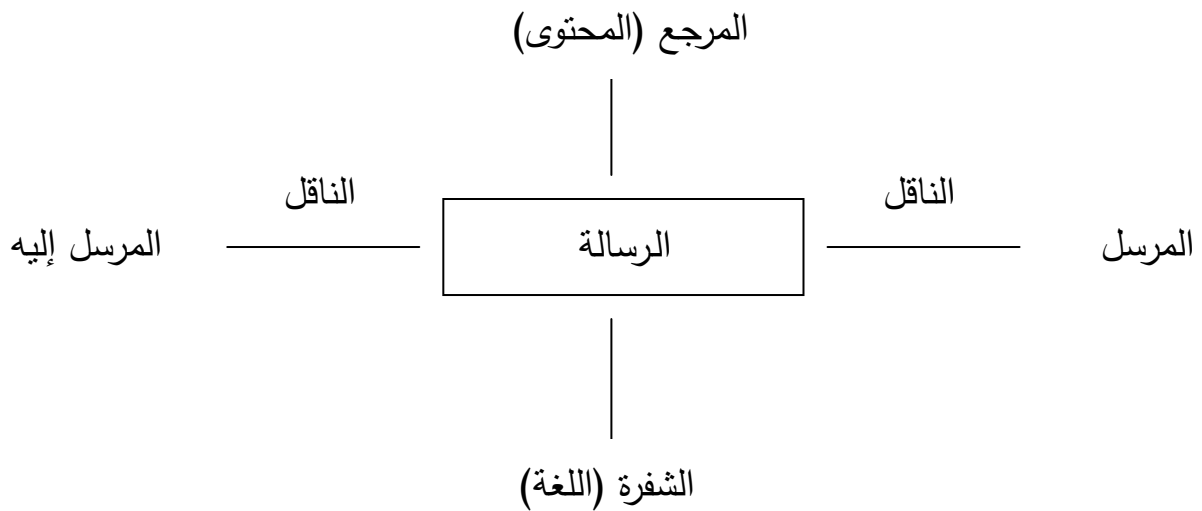 المرجع (المحتوى)
الناقل
الناقل
المرسل
الرسالة
المرسل إليه
الشفرة (اللغة)